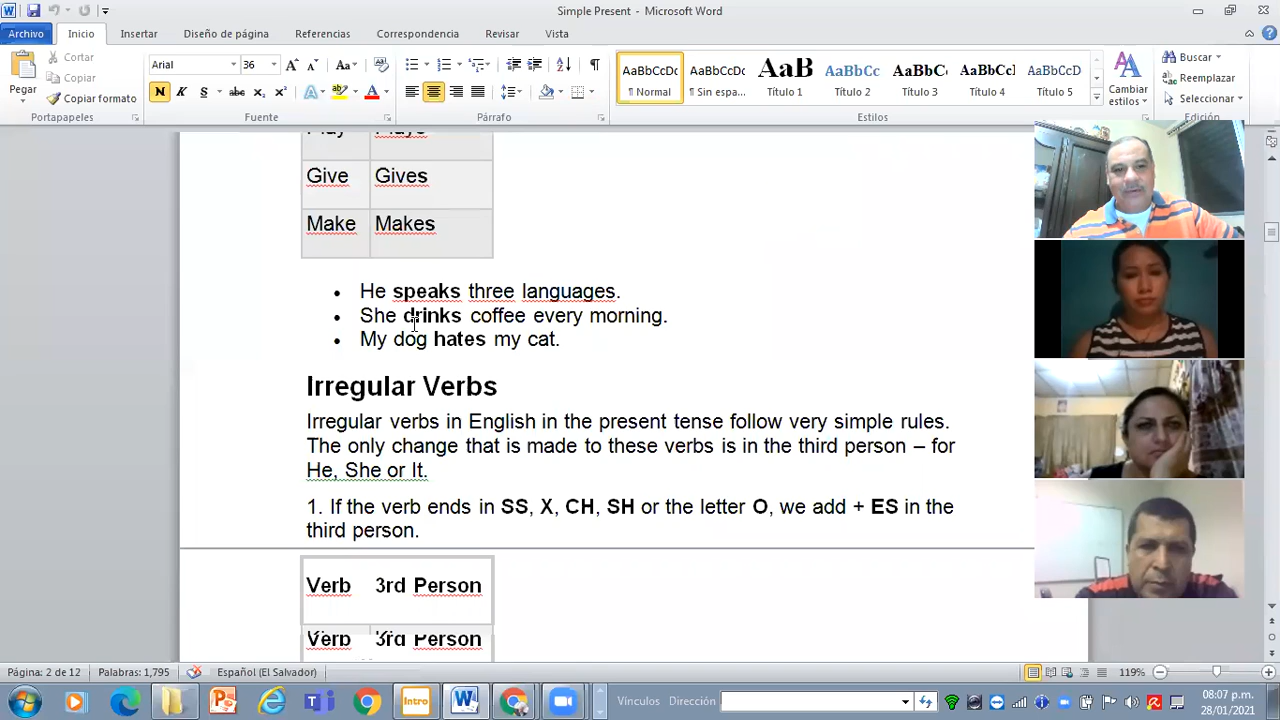 Simple Present - Microsoft Word
Archivo Inicio Insertar Diseño de página Referencias Correspondencia Revisar Vista
Pegar
Cortar
Copiar
Copiar formato
Portapapeles
Arial 36
Fuente
Párrafo
AaBbCcDc AaBbCcDc AaB AaBbCc AaBbC AaBbCc AaBbCcD
¶ Normal ¶ Sin espa... Título 1 Título 2 Título 3 Título 4 Título 5
Estilos
Cambiar estilos
Buscar
Reemplazar
Seleccionar
Edición
Play Plays
Give Gives
Make Makes
• He speaks three languages.
• She drinks coffee every morning.
• My dog hates my cat.
Irregular Verbs
Irregular verbs in English in the present tense follow very simple rules.
The only change that is made to these verbs is in the third person – for
He, She or It.
1. If the verb ends in SS, X, CH, SH or the letter O, we add + ES in the
third person.
Verb 3rd Person
Verb 3rd Person
Página: 2 de 12 Palabras: 1,795 Español (El Salvador) 119%
Intro
Vínculos Dirección
08:07 p.m.
28/01/2021